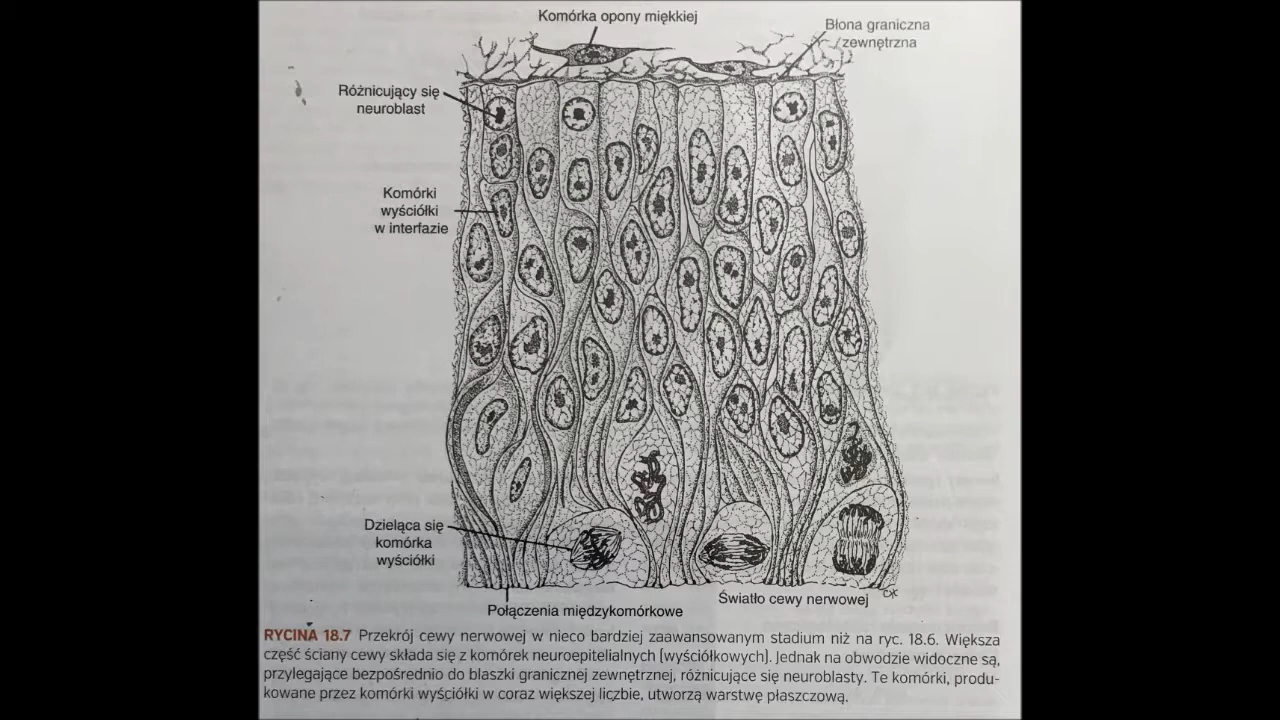 Komórka opony miękkiej
Błona graniczna
zewnętrzna
Różnicujący się
neuroblast
Komórki
wyściółki
w interfazie
Dzieląca się
komórka
wyściółki
Połączenia międzykomórkowe
Światło cewy nerwowej
RYCINA 18.7 Przekrój cewy nerwowej w nieco bardziej zaawansowanym stadium niż na ryc. 18.6. Większa
część ściany cewy składa się z komórek neuroepitelialnych (wyściółkowych). Jednak na obwodzie widoczne są,
przylegające bezpośrednio do blaszki granicznej zewnętrznej, różnicujące się neuroblasty. Te komórki, produ-
kowane przez komórki wyściółki w coraz większej liczbie, utworzą warstwę płaszczową.